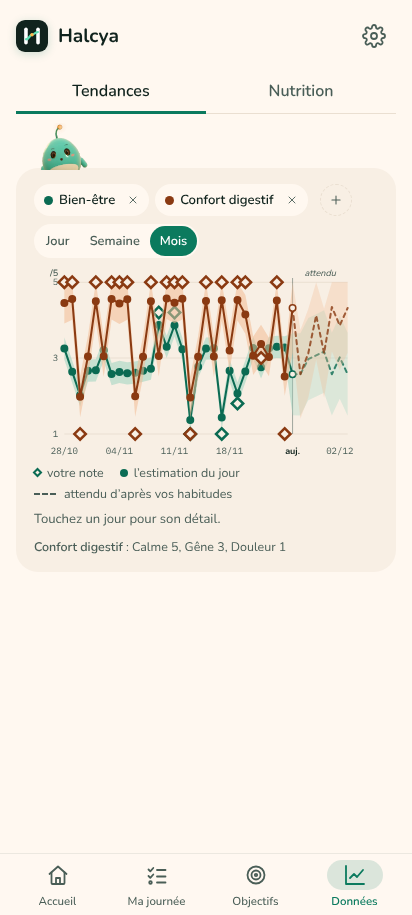 Halcya
Tendances Nutrition
Bien-être × Confort digestif × +
Jour Semaine Mois
/5 attendu
5
3
1
28/10 04/11 11/11 18/11 auj. 02/12
votre note l’estimation du jour
attendu d’après vos habitudes
Touchez un jour pour son détail.
Confort digestif : Calme 5, Gêne 3, Douleur 1
Accueil Ma journée Objectifs Données